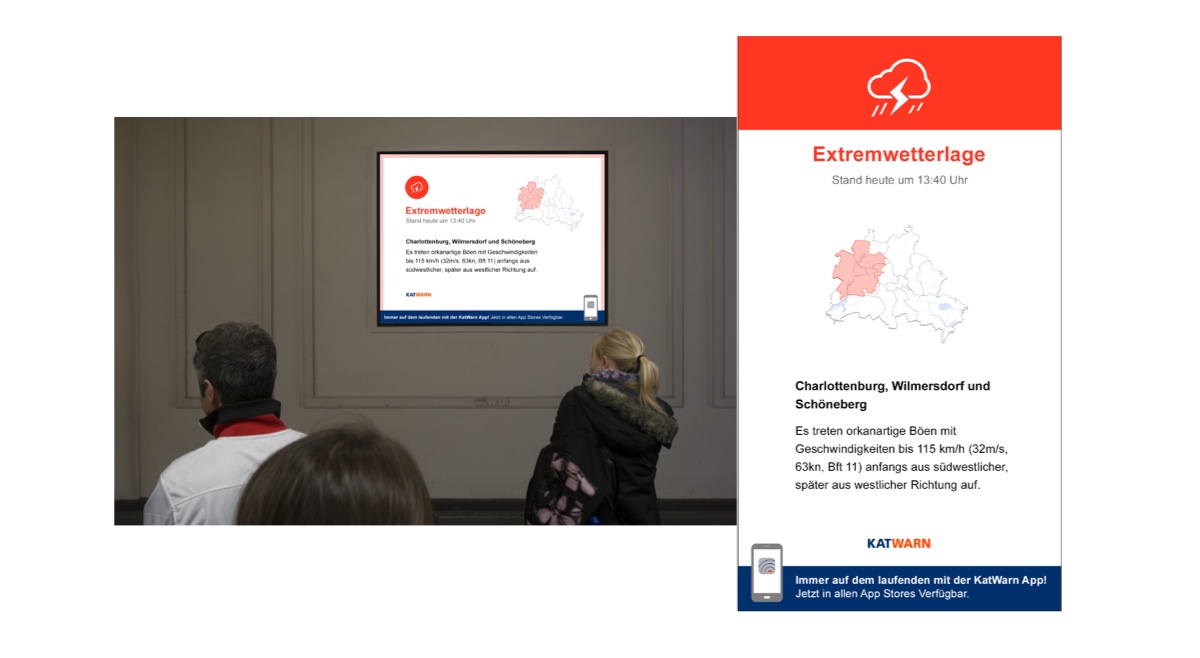 Extremwetterlage
Stand heute um 13:40 Uhr
Charlottenburg, Wilmersdorf und Schöneberg
Es treten orkanartige Böen mit Geschwindigkeiten
bis 115 km/h (32m/s, 63kn, Bft 11) anfangs aus
südwestlicher, später aus westlicher Richtung auf.
KATWARN
Immer auf dem laufenden mit der KatWarn App! Jetzt in allen App Stores Verfügbar.
Extremwetterlage
Stand heute um 13:40 Uhr
Charlottenburg, Wilmersdorf und
Schöneberg
Es treten orkanartige Böen mit
Geschwindigkeiten bis 115 km/h (32m/s,
63kn, Bft 11) anfangs aus südwestlicher,
später aus westlicher Richtung auf.
KATWARN
Immer auf dem laufenden mit der KatWarn App!
Jetzt in allen App Stores Verfügbar.